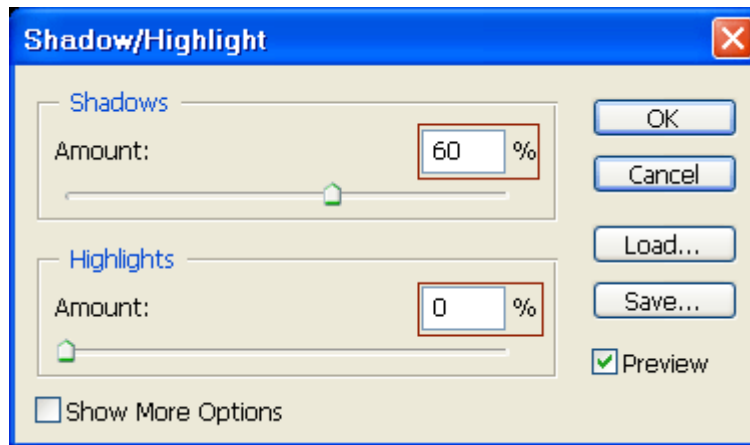 Shadow/Highlight
Shadows
Amount: 60 %
Highlights
Amount: 0 %
Show More Options
OK
Cancel
Load...
Save...
Preview